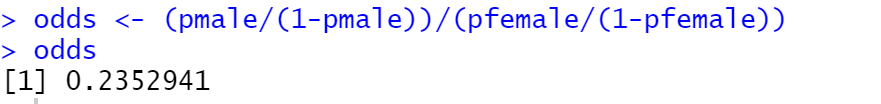 > odds <- (pmale/(1-pmale))/(pfemale/(1-pfemale))
> odds
[1] 0.2352941